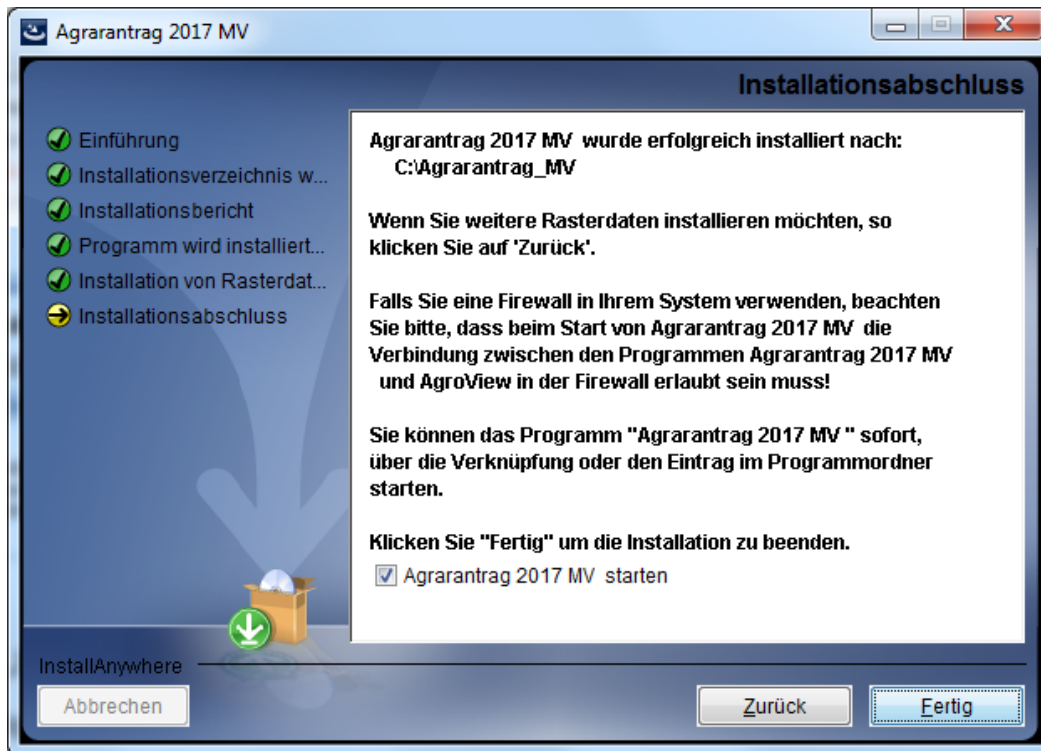 Agrarantrag 2017 MV
Installationsabschluss
Einführung
Installationsverzeichnis w...
Installationsbericht
Programm wird installiert...
Installation von Rasterdat...
Installationsabschluss
Agrarantrag 2017 MV wurde erfolgreich installiert nach:
C:\Agrarantrag_MV
Wenn Sie weitere Rasterdaten installieren möchten, so
klicken Sie auf 'Zurück'.
Falls Sie eine Firewall in Ihrem System verwenden, beachten
Sie bitte, dass beim Start von Agrarantrag 2017 MV die
Verbindung zwischen den Programmen Agrarantrag 2017 MV
und AgroView in der Firewall erlaubt sein muss!
Sie können das Programm "Agrarantrag 2017 MV " sofort,
über die Verknüpfung oder den Eintrag im Programmordner
starten.
Klicken Sie "Fertig" um die Installation zu beenden.
Agrarantrag 2017 MV starten
InstallAnywhere
Abbrechen
Zurück
Fertig